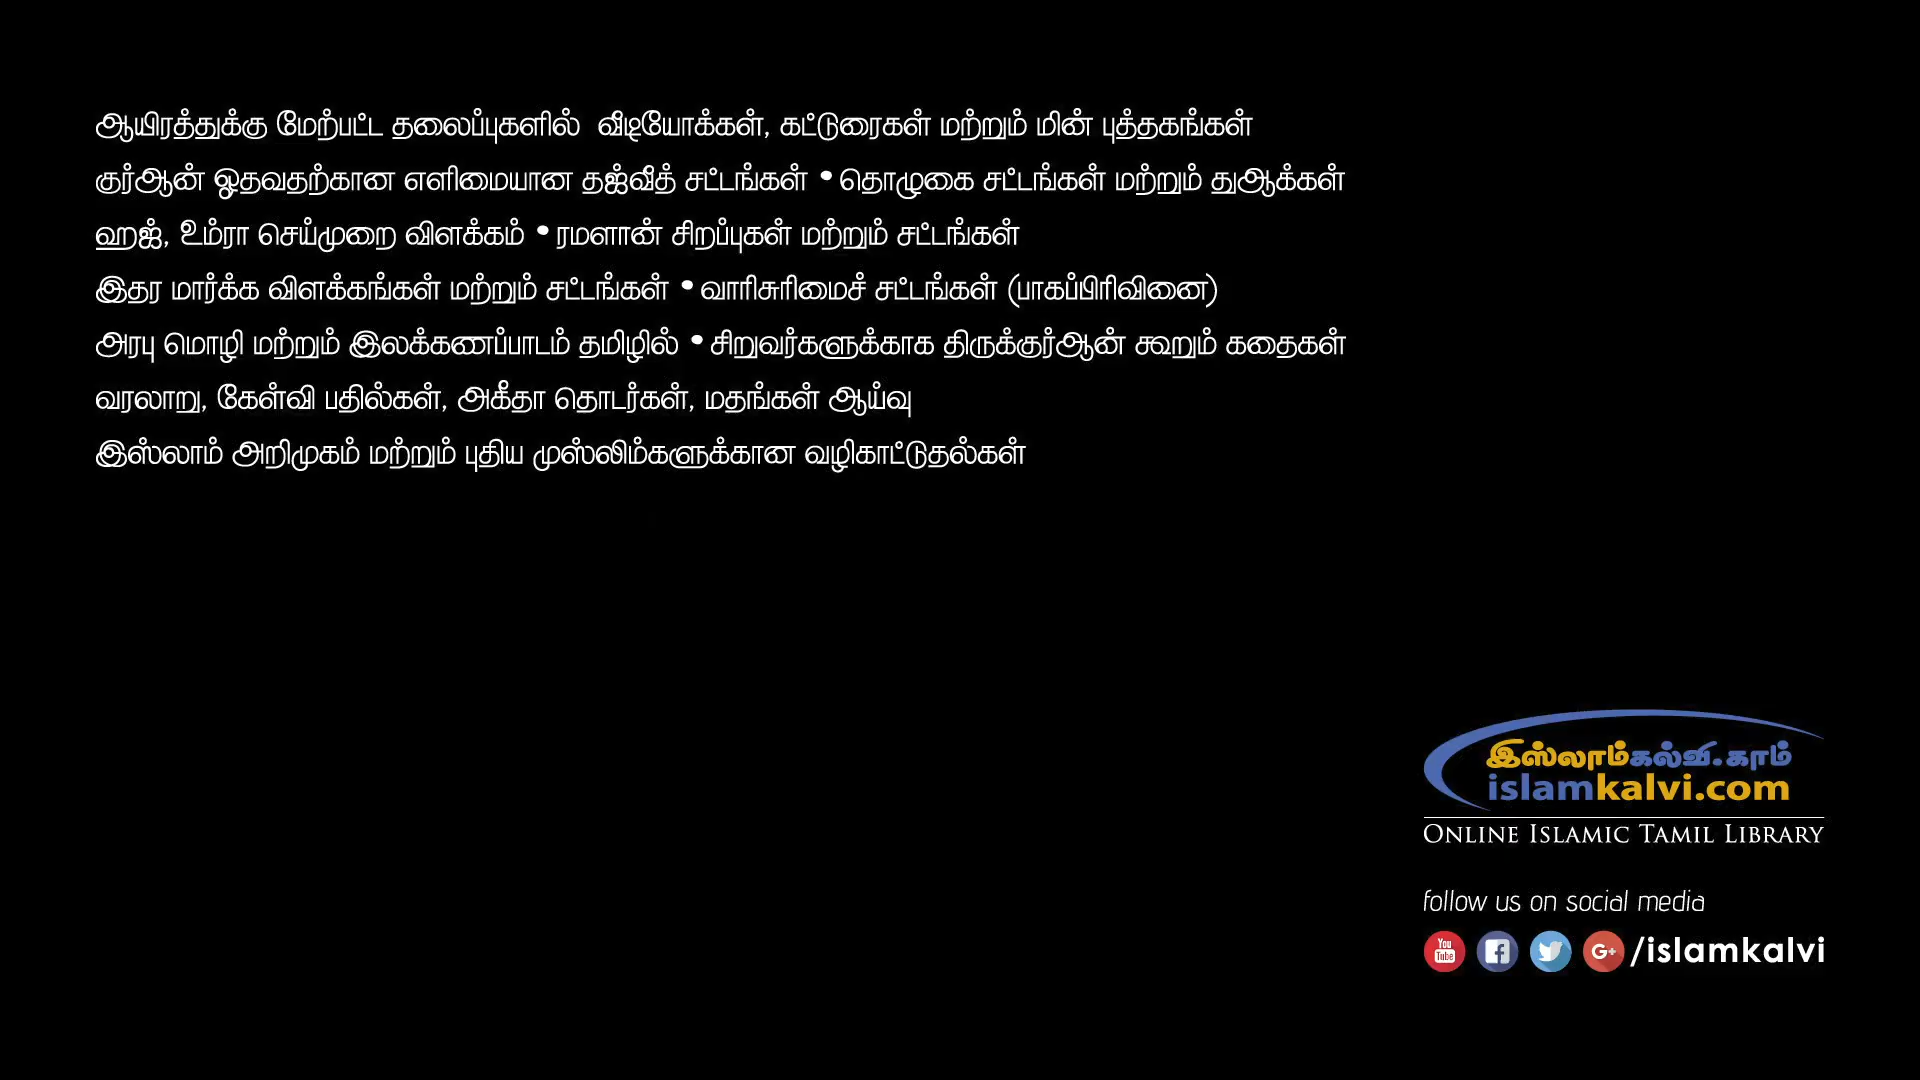 ஆயிரத்துக்கு மேற்பட்ட தலைப்புகளில் வீடியோக்கள், கட்டுரைகள் மற்றும் மின் புத்தகங்கள்
குர்ஆன் ஓதவதற்கான எளிமையான தஜ்வீத் சட்டங்கள் • தொழுகை சட்டங்கள் மற்றும் துஆக்கள்
ஹஜ், உம்ரா செய்முறை விளக்கம் • ரமளான் சிறப்புகள் மற்றும் சட்டங்கள்
இதர மார்க்க விளக்கங்கள் மற்றும் சட்டங்கள் • வாரிசுரிமைச் சட்டங்கள் (பாகப்பிரிவினை)
அரபு மொழி மற்றும் இலக்கணப்பாடம் தமிழில் • சிறுவர்களுக்காக திருக்குர்ஆன் கூறும் கதைகள்
வரலாறு, கேள்வி பதில்கள், அகீதா தொடர்கள், மதங்கள் ஆய்வு
இஸ்லாம் அறிமுகம் மற்றும் புதிய முஸ்லிம்களுக்கான வழிகாட்டுதல்கள்
இஸ்லாம்கல்வி.காம்
islamkalvi.com
ONLINE ISLAMIC TAMIL LIBRARY
follow us on social media
You Tube f G+ /islamkalvi